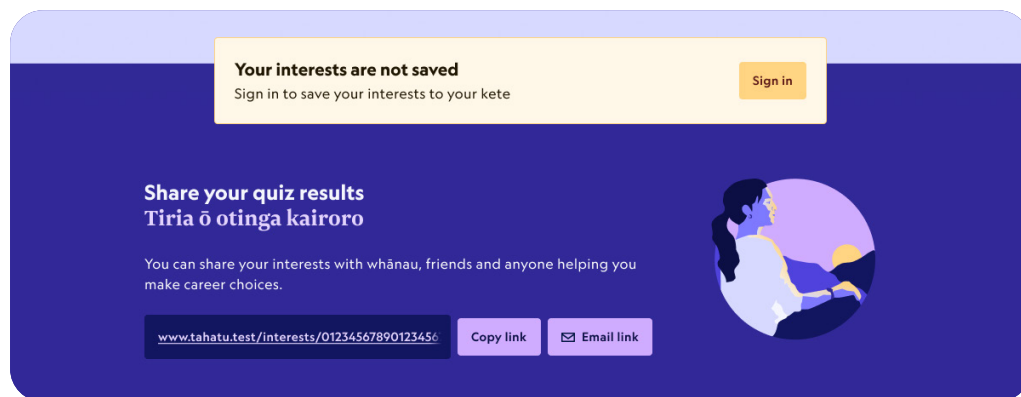 Your interests are not saved
Sign in to save your interests to your kete
Sign in
Share your quiz results
Tiria ō otinga kairoro
You can share your interests with whānau, friends and anyone helping you
make career choices.
www.tahatu.test/interests/01234567890123456
Copy link
Email link